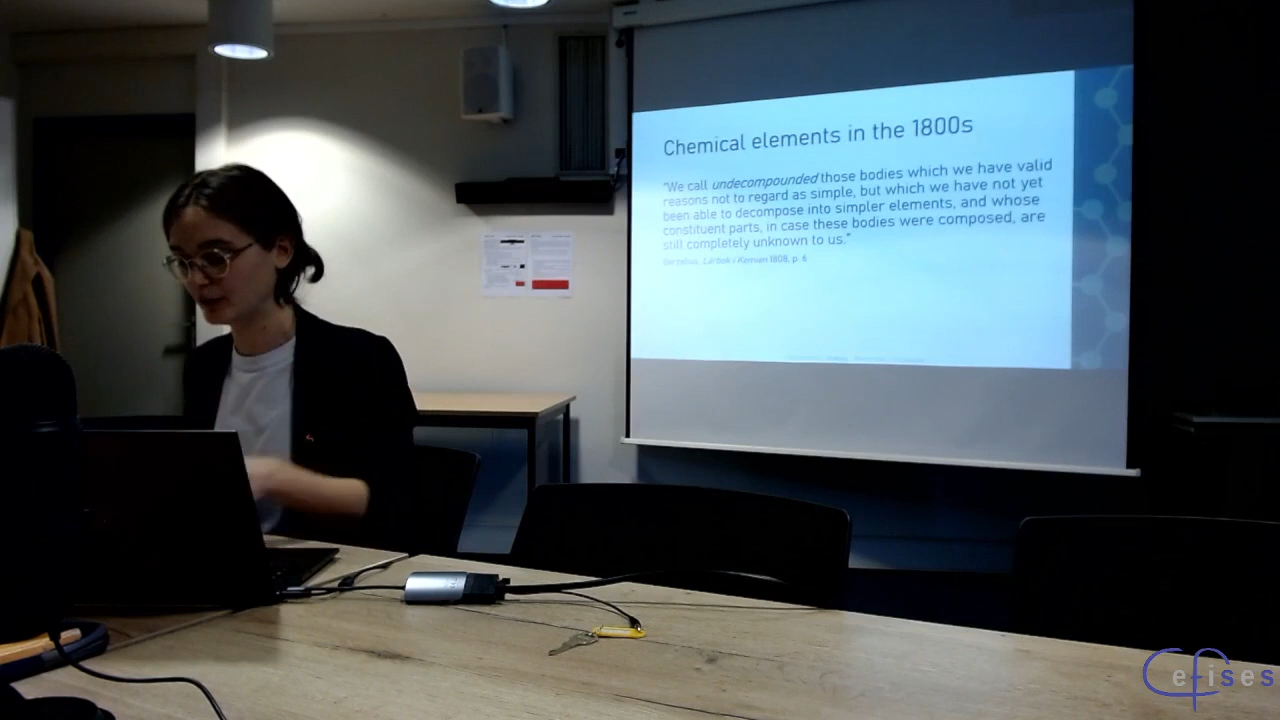 Chemical elements in the 1800s
"We call undecompounded those bodies which we have valid
reasons not to regard as simple, but which we have not yet
been able to decompose into simpler elements, and whose
constituent parts, in case these bodies were composed, are
still completely unknown to us."
Berzelius, Lärbok i Kemien 1808, p. 6
Cefises